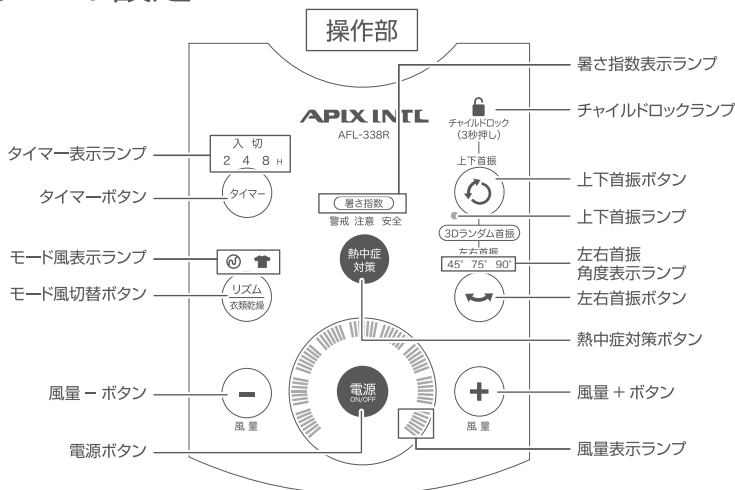 操作部
暑さ指数表示ランプ
チャイルドロックランプ
上下首振ボタン
上下首振ランプ
左右首振
角度表示ランプ
左右首振ボタン
熱中症対策ボタン
風量＋ボタン
風量表示ランプ
タイマー表示ランプ
タイマーボタン
モード風表示ランプ
モード風切替ボタン
風量－ボタン
電源ボタン
APIX INTL
AFL-338R
チャイルドロック
(3秒押し)
上下首振
入 切
2 4 8 H
タイマー
暑さ指数
警戒 注意 安全
3Dランダム首振
左右首振
45° 75° 90°
熱中症
対策
リズム
衣類乾燥
電源
ON/OFF
風量
風量